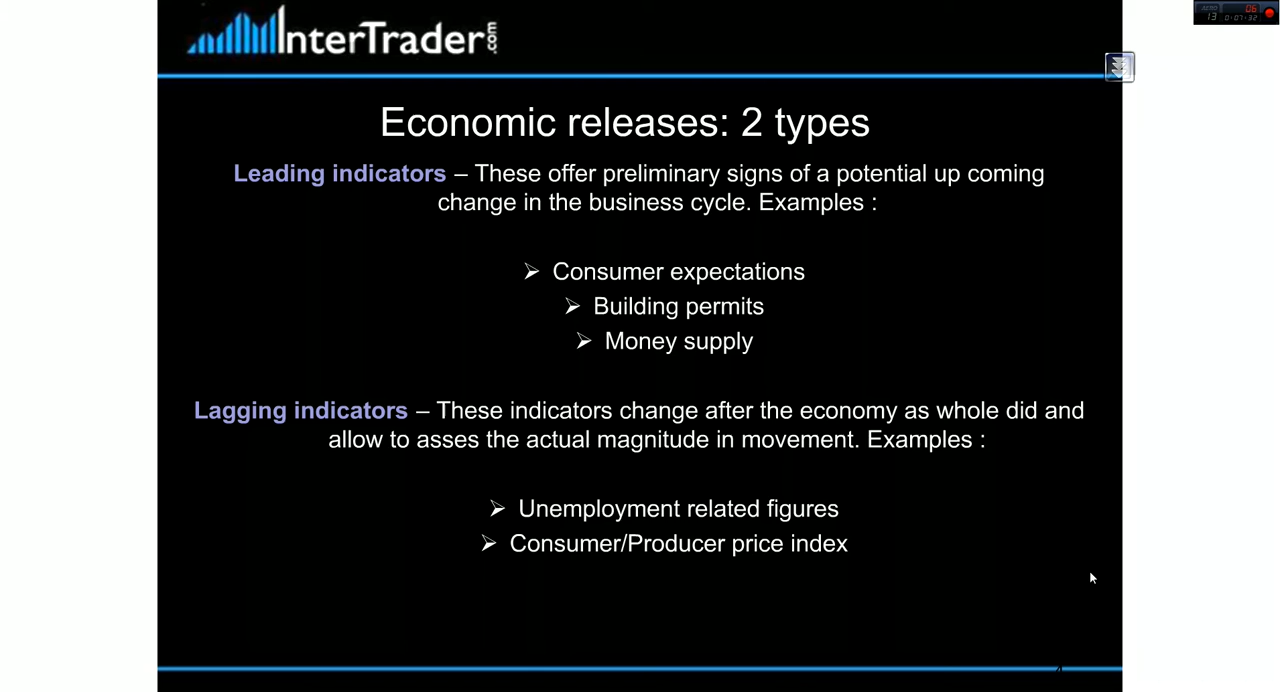 InterTrader.com
Economic releases: 2 types
Leading indicators – These offer preliminary signs of a potential up coming
change in the business cycle. Examples :
➢ Consumer expectations
➢ Building permits
➢ Money supply
Lagging indicators – These indicators change after the economy as whole did and
allow to asses the actual magnitude in movement. Examples :
➢ Unemployment related figures
➢ Consumer/Producer price index